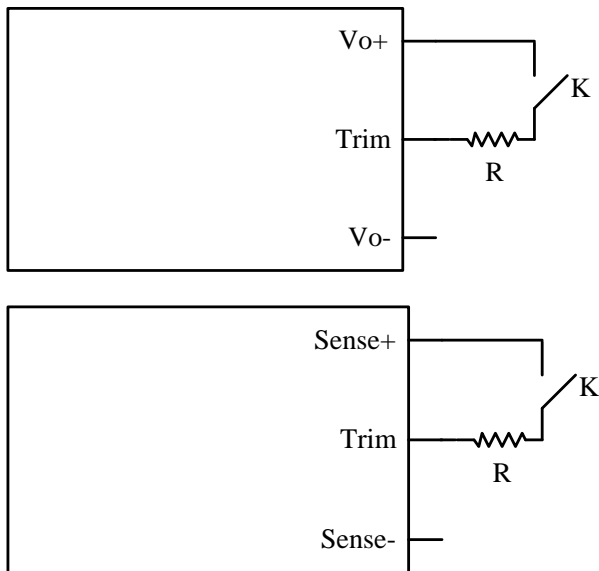 Vo+
K
Trim
R
Vo-
Sense+
K
Trim
R
Sense-